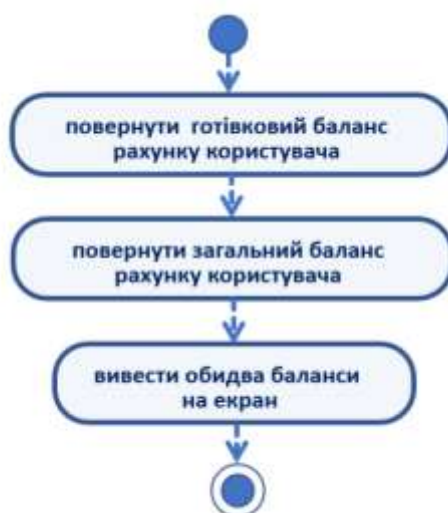 повернути готівковий баланс
рахунку користувача
повернути загальний баланс
рахунку користувача
вивести обидва баланси
на екран